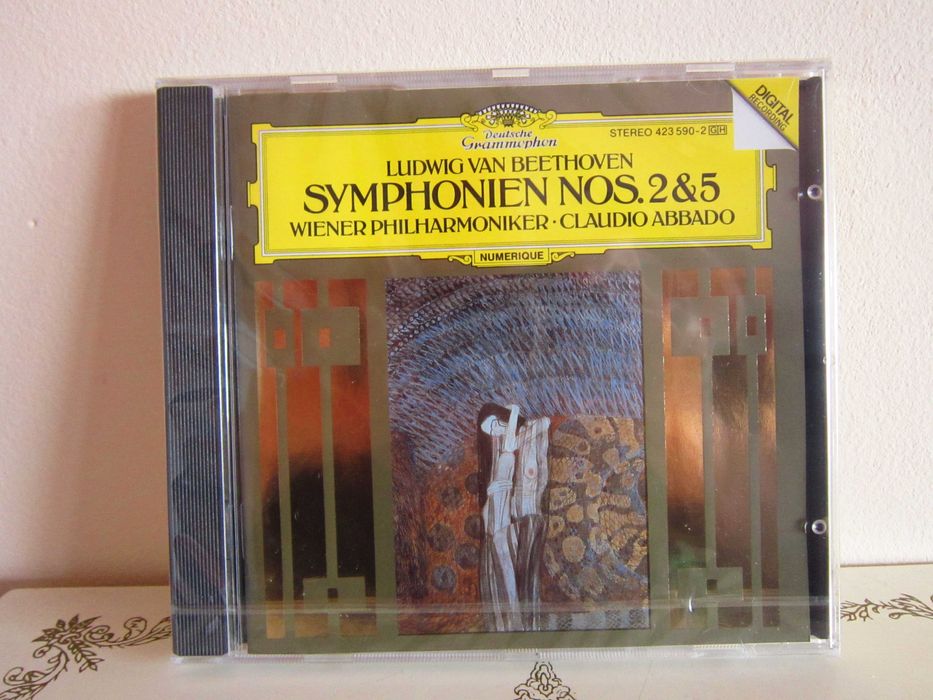 DIGITAL
RECORDING
Deutsche
Grammophon
STEREO 423 590-2 GH
LUDWIG VAN BEETHOVEN
SYMPHONIEN NOS. 2 & 5
WIENER PHILHARMONIKER · CLAUDIO ABBADO
NUMERIQUE